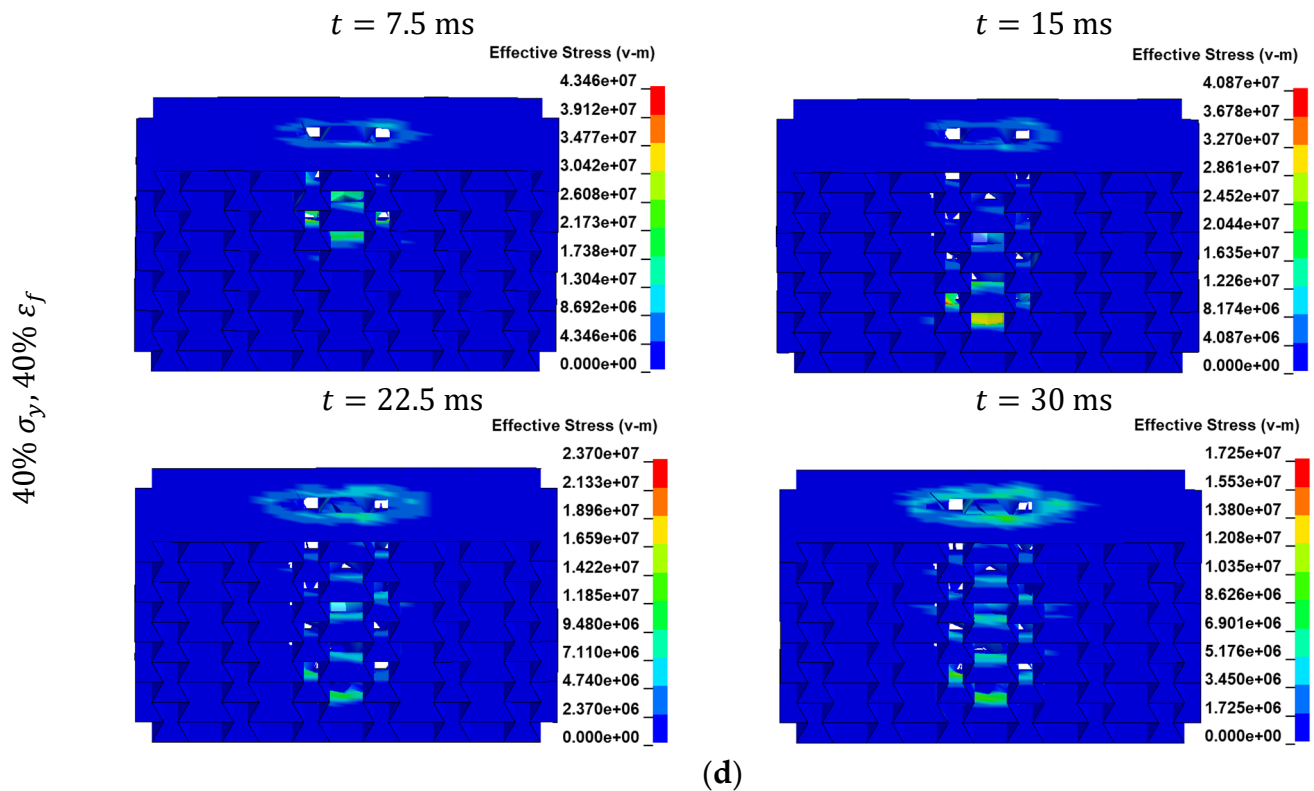 t = 7.5 ms
Effective Stress (v-m)
4.346e+07
3.912e+07
3.477e+07
3.042e+07
2.608e+07
2.173e+07
1.738e+07
1.304e+07
8.692e+06
4.346e+06
0.000e+00
t = 15 ms
Effective Stress (v-m)
4.087e+07
3.678e+07
3.270e+07
2.861e+07
2.452e+07
2.044e+07
1.635e+07
1.226e+07
8.174e+06
4.087e+06
0.000e+00
40% σ_y, 40% ε_f
t = 22.5 ms
Effective Stress (v-m)
2.370e+07
2.133e+07
1.896e+07
1.659e+07
1.422e+07
1.185e+07
9.480e+06
7.110e+06
4.740e+06
2.370e+06
0.000e+00
t = 30 ms
Effective Stress (v-m)
1.725e+07
1.553e+07
1.380e+07
1.208e+07
1.035e+07
8.626e+06
6.901e+06
5.176e+06
3.450e+06
1.725e+06
0.000e+00
(d)